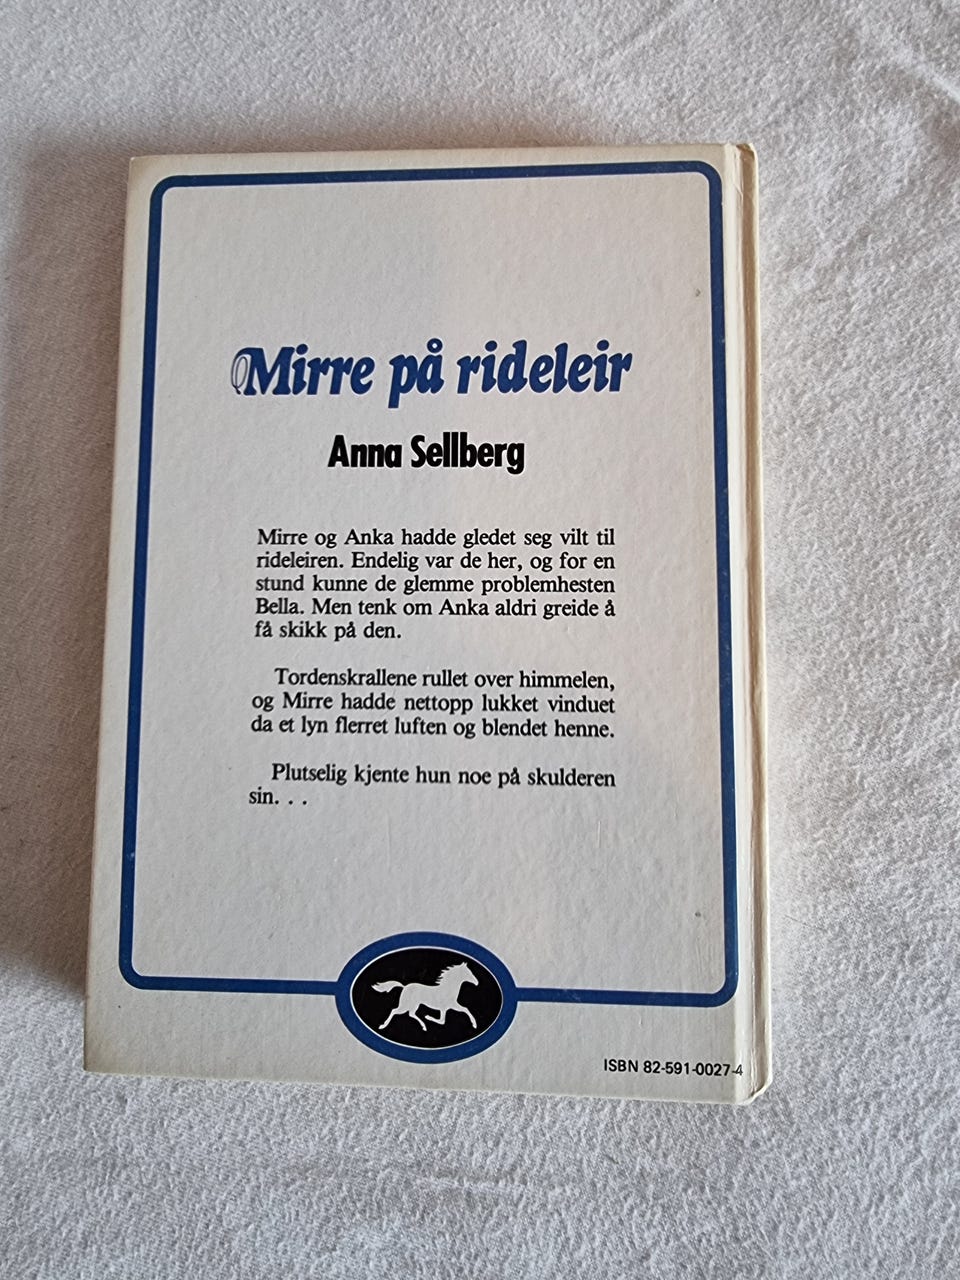 Mirre på rideleir
Anna Sellberg
Mirre og Anka hadde gledet seg vilt til
rideleiren. Endelig var de her, og for en
stund kunne de glemme problemhesten
Bella. Men tenk om Anka aldri greide å
få skikk på den.
Tordenskrallene rullet over himmelen,
og Mirre hadde nettopp lukket vinduet
da et lyn flerret luften og blendet henne.
Plutselig kjente hun noe på skulderen
sin. . .
ISBN 82-591-0027-4